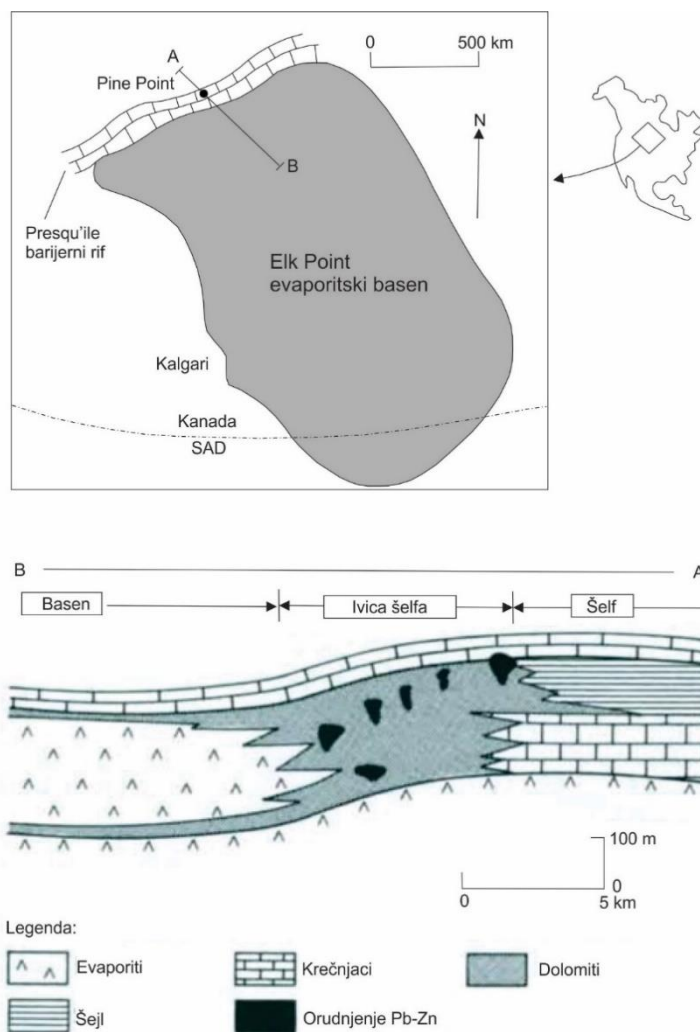 A
Pine Point
0 500 km
N
B
Presqu'ile
barijerni rif
Elk Point
evaporitski basen
Kalgari
Kanada
SAD
B A
Basen Ivica šelfa Šelf
100 m
0
0 5 km
Legenda:
Evaporiti Krečnjaci Dolomiti
Šejl Orudnjenje Pb-Zn